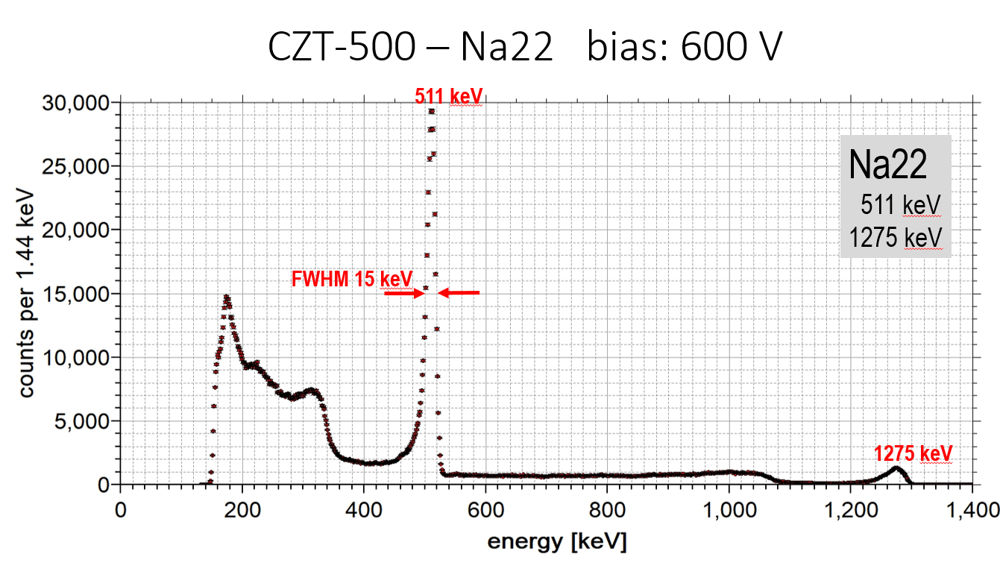 CZT-500 – Na22 bias: 600 V
511 keV
30,000
25,000
20,000
15,000
10,000
5,000
0
counts per 1.44 keV
FWHM 15 keV
Na22
511 keV
1275 keV
1275 keV
0 200 400 600 800 1,000 1,200 1,400
energy [keV]